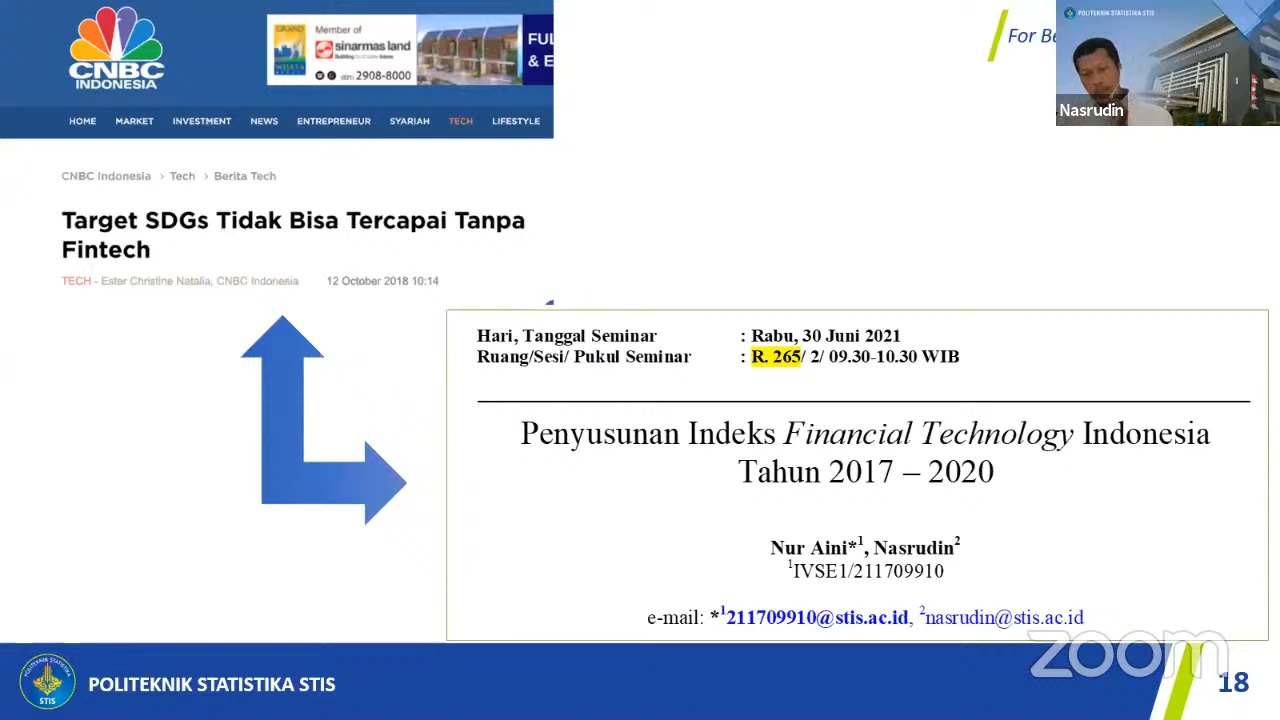 CNBC
INDONESIA
GRAND
Member of
sinarmas land
2908-8000
HOME MARKET INVESTMENT NEWS ENTREPRENEUR SYARIAH TECH LIFESTYLE
For Be
POLITEKNIK STATISTIKA STIS
Nasrudin
CNBC Indonesia > Tech > Berita Tech
Target SDGs Tidak Bisa Tercapai Tanpa
Fintech
TECH - Ester Christine Natalia, CNBC Indonesia 12 October 2018 10:14
Hari, Tanggal Seminar : Rabu, 30 Juni 2021
Ruang/Sesi/ Pukul Seminar : R. 265/ 2/ 09.30-10.30 WIB
Penyusunan Indeks Financial Technology Indonesia
Tahun 2017 – 2020
Nur Aini*1, Nasrudin2
1IVSE1/211709910
e-mail: *1211709910@stis.ac.id, 2nasrudin@stis.ac.id
zoom
STIS
POLITEKNIK STATISTIKA STIS
18